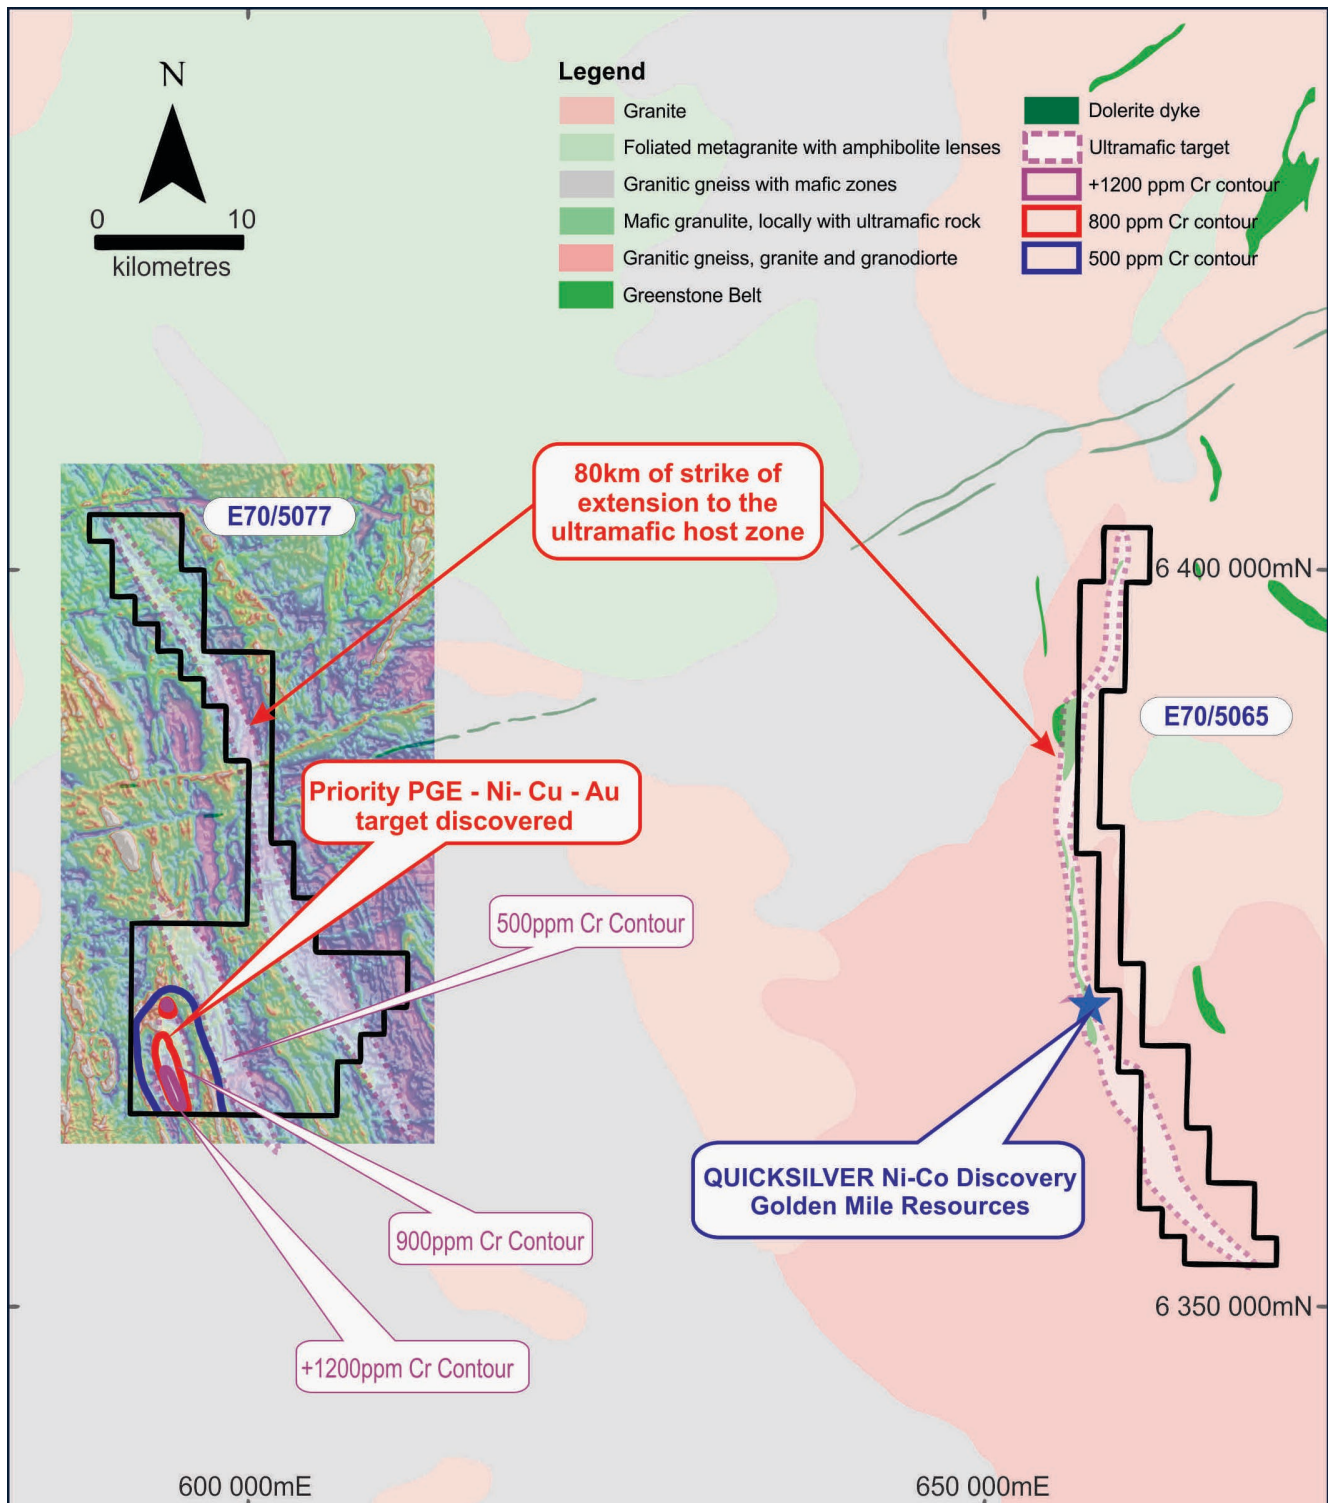 N
0 10
kilometres
Legend
Granite
Foliated metagranite with amphibolite lenses
Granitic gneiss with mafic zones
Mafic granulite, locally with ultramafic rock
Granitic gneiss, granite and granodiorte
Greenstone Belt
Dolerite dyke
Ultramafic target
+1200 ppm Cr contour
800 ppm Cr contour
500 ppm Cr contour
80km of strike of
extension to the
ultramafic host zone
E70/5077
6 400 000mN
E70/5065
Priority PGE - Ni- Cu - Au
target discovered
500ppm Cr Contour
QUICKSILVER Ni-Co Discovery
Golden Mile Resources
900ppm Cr Contour
6 350 000mN
+1200ppm Cr Contour
600 000mE
650 000mE